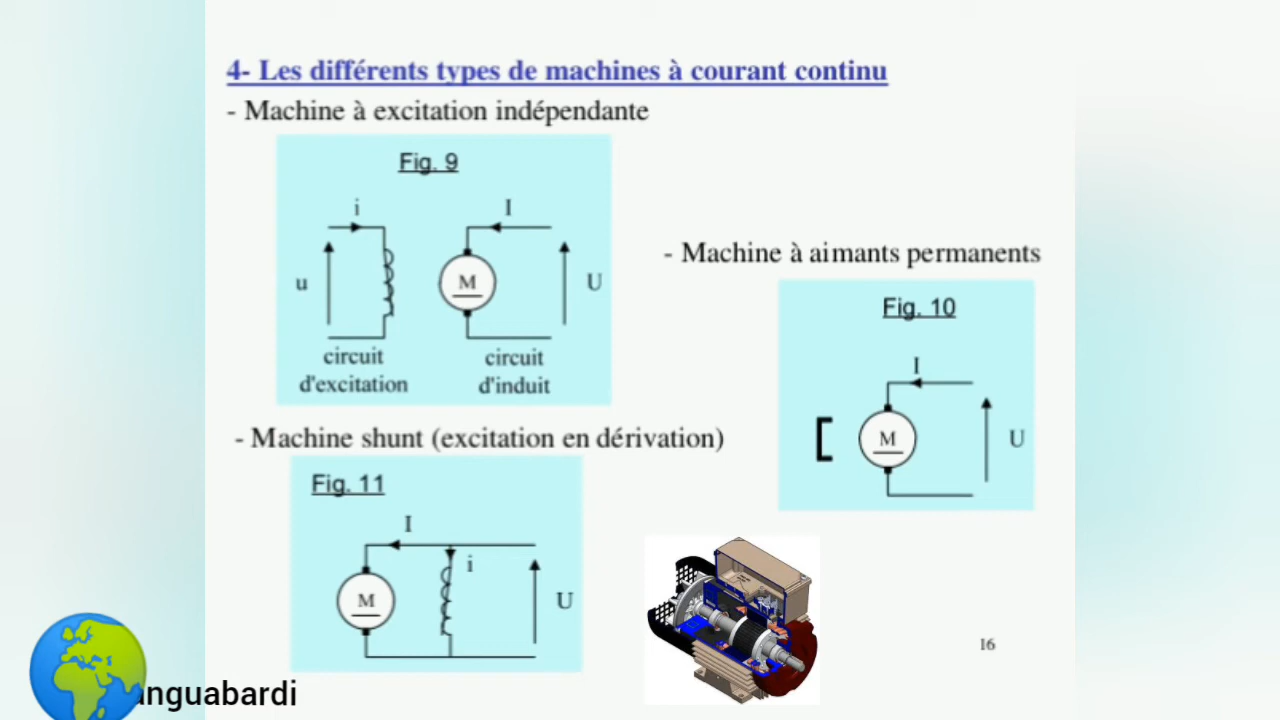 4- Les différents types de machines à courant continu
- Machine à excitation indépendante
Fig. 9
i
I
u
M
U
circuit
d'excitation
circuit
d'induit
- Machine à aimants permanents
Fig. 10
I
M
U
- Machine shunt (excitation en dérivation)
Fig. 11
I
i
M
U
16